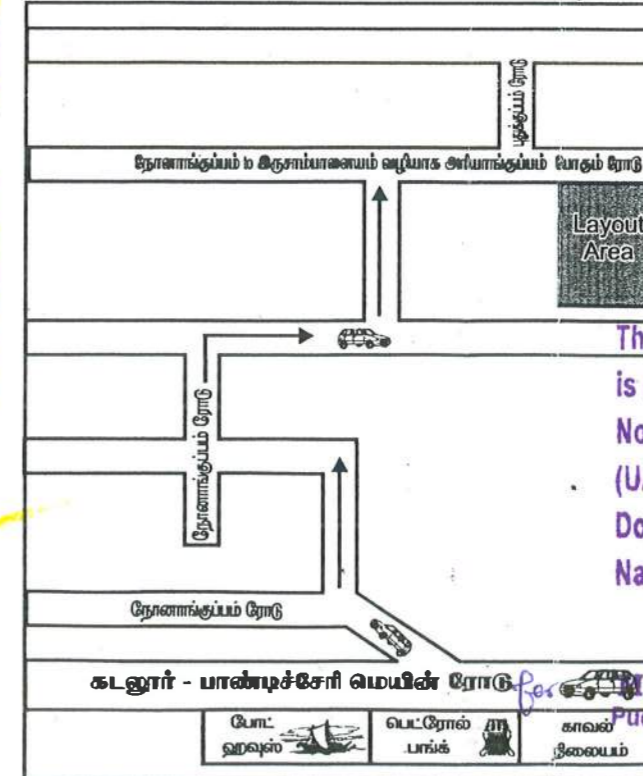 புதுக்குப்பம் ரோடு
நோனாங்குப்பம் to இருசாம்பாளையம் வழியாக அரியாங்குப்பம் போகும் ரோடு
Layout
Area
Th
is
No
நோனாங்குப்பம் ரோடு
(U
Do
Na
நோனாங்குப்பம் ரோடு
கடலூர் - பாண்டிச்சேரி மெயின் ரோடு
for
போட்
ஹவுஸ்
பெட்ரோல்
பங்க்
காவல்
நிலையம்